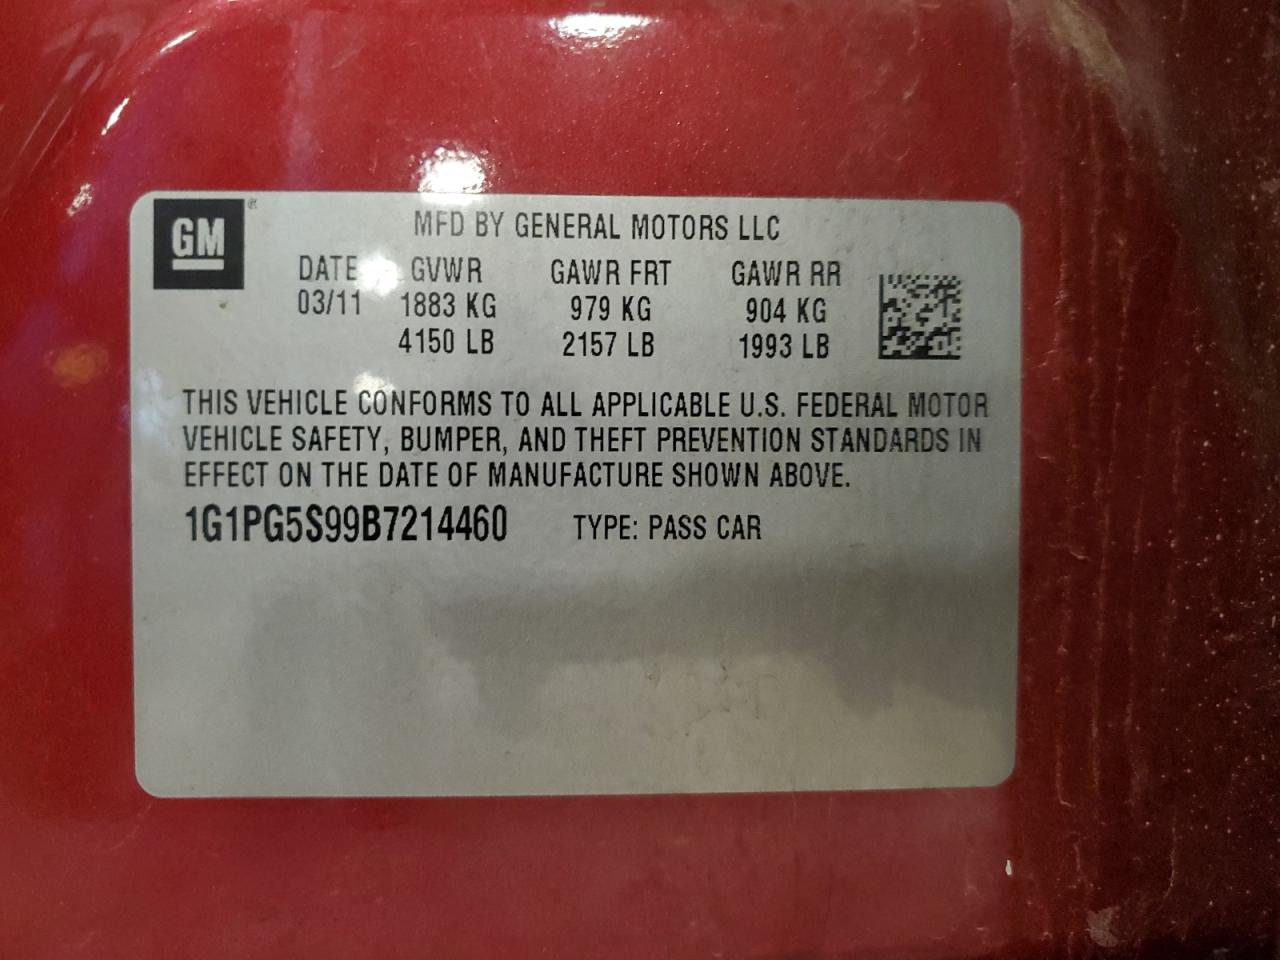 GM®
MFD BY GENERAL MOTORS LLC
DATE GVWR GAWR FRT GAWR RR
03/11 1883 KG 979 KG 904 KG
4150 LB 2157 LB 1993 LB
THIS VEHICLE CONFORMS TO ALL APPLICABLE U.S. FEDERAL MOTOR
VEHICLE SAFETY, BUMPER, AND THEFT PREVENTION STANDARDS IN
EFFECT ON THE DATE OF MANUFACTURE SHOWN ABOVE.
1G1PG5S99B7214460 TYPE: PASS CAR